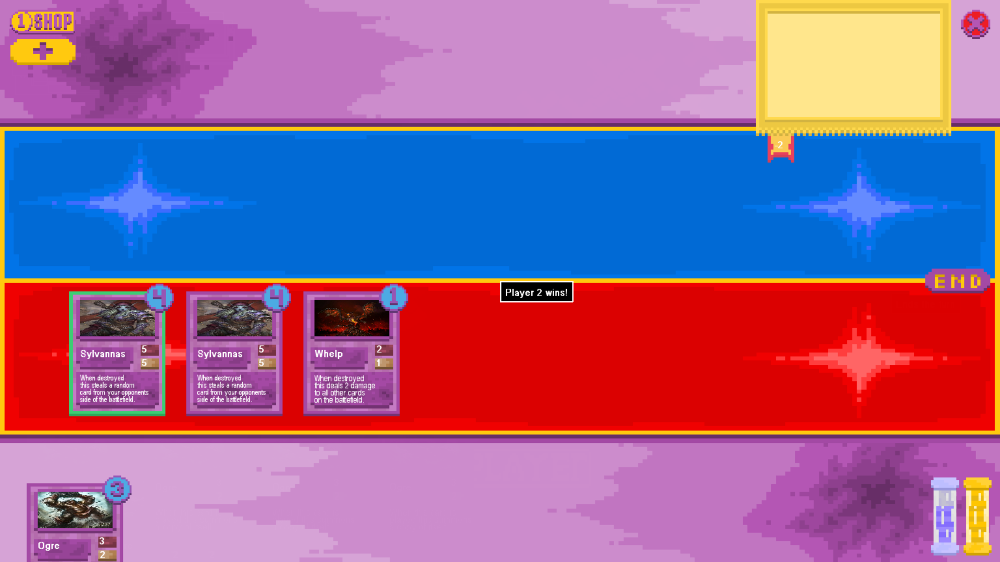 1 SHOP
-2
END
Player 2 wins!
4
4
1
Sylvannas
5
5
When destroyed
this steals a random
card from your opponents
side of the battlefield.
Sylvannas
5
5
When destroyed
this steals a random
card from your opponents
side of the battlefield.
Whelp
2
1
When destroyed
this deals 2 damage
to all other cards
on the battlefield.
3
Ogre
3
2